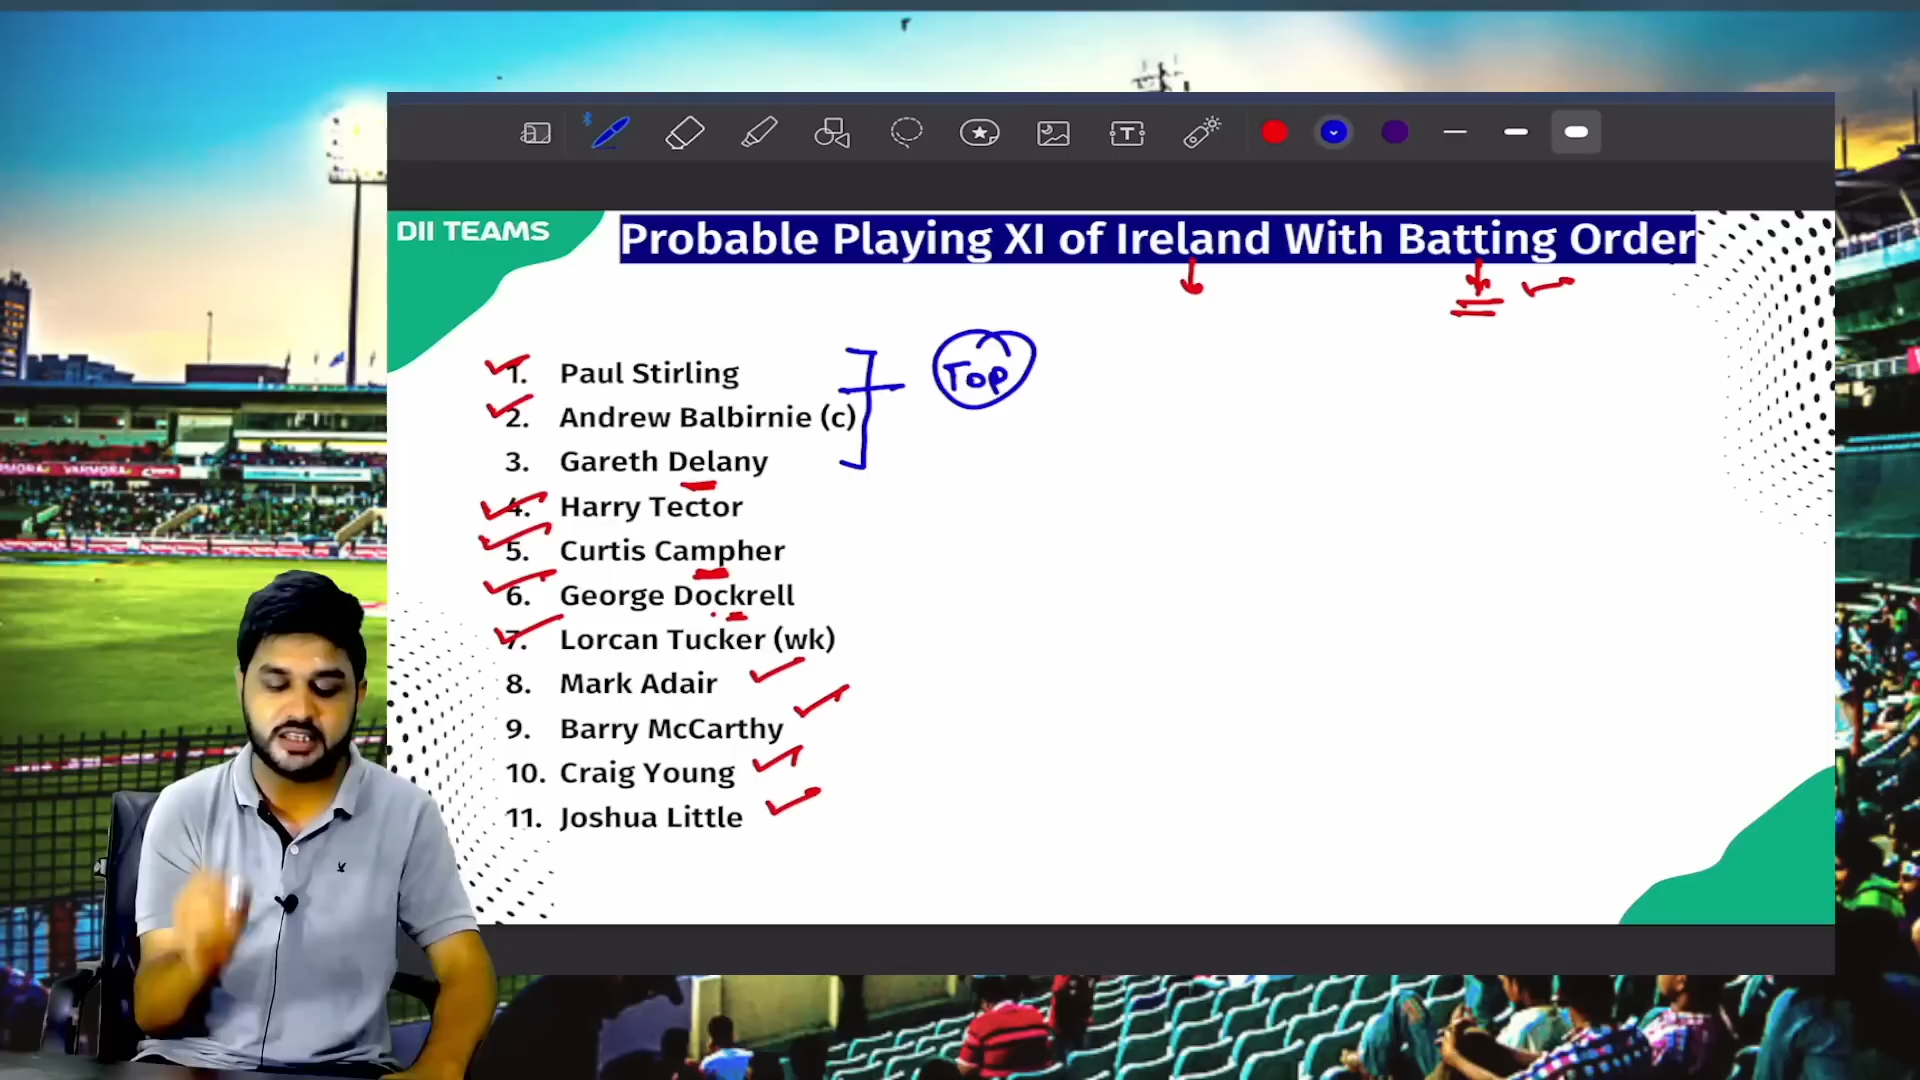 DII TEAMS
Probable Playing XI of Ireland With Batting Order
1. Paul Stirling
Top
2. Andrew Balbirnie (c)
3. Gareth Delany
4. Harry Tector
5. Curtis Campher
6. George Dockrell
7. Lorcan Tucker (wk)
8. Mark Adair
9. Barry McCarthy
10. Craig Young
11. Joshua Little
VARMORA